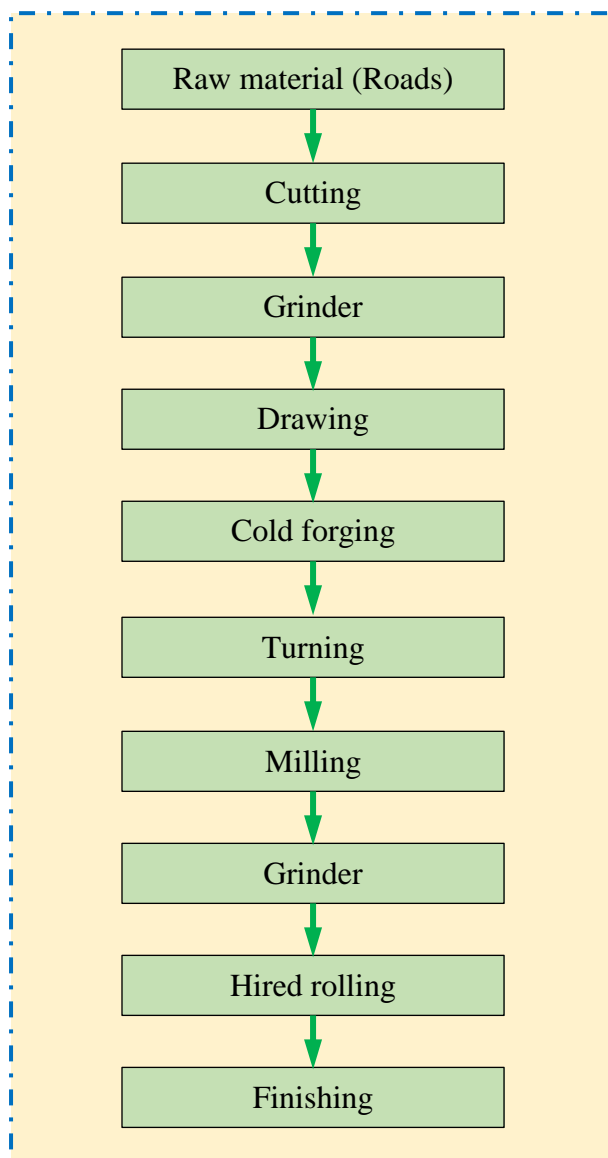 Raw material (Roads)
Cutting
Grinder
Drawing
Cold forging
Turning
Milling
Grinder
Hired rolling
Finishing